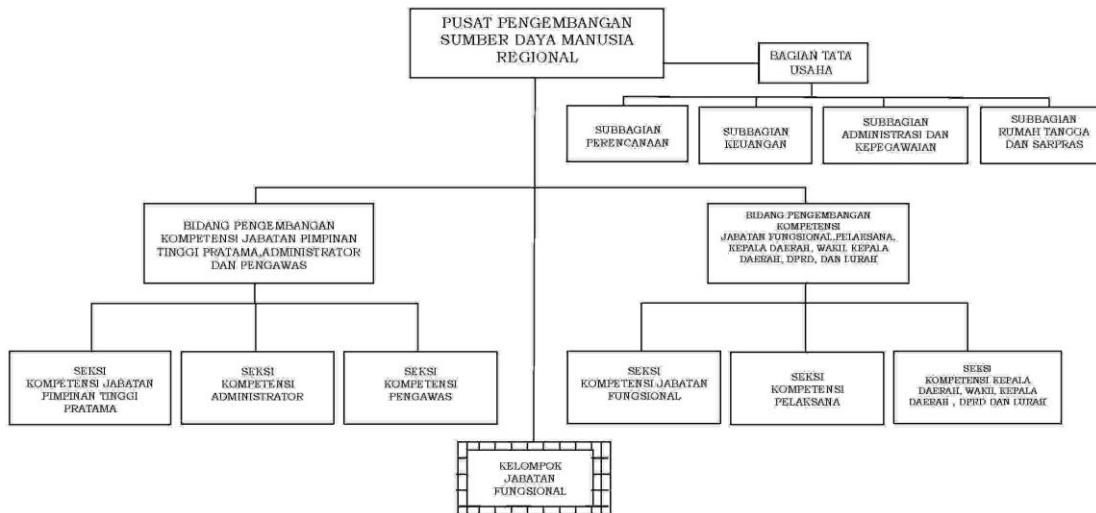 PUSAT PENGEMBANGAN
SUMBER DAYA MANUSIA
REGIONAL
BAGIAN TATA
USAHA
SUBBAGIAN
PERENCANAAN
SUBBAGIAN
KEUANGAN
SUBBAGIAN
ADMINISTRASI DAN
KEPEGAWAIAN
SUBBAGIAN
RUMAH TANGGA
DAN SARPRAS
BIDANG PENGEMBANGAN
KOMPETENSI JABATAN PIMPINAN
TINGGI PRATAMA,ADMINISTRATOR
DAN PENGAWAS
BIDANG PENGEMBANGAN
KOMPETENSI
JABATAN FUNGSIONAL,PELAKSANA,
KEPALA DAERAH, WAKIL KEPALA
DAERAH, DPRD, DAN LURAH
SEKSI
KOMPETENSI JABATAN
PIMPINAN TINGGI
PRATAMA
SEKSI
KOMPETENSI
ADMINISTRATOR
SEKSI
KOMPETENSI
PENGAWAS
SEKSI
KOMPETENSI JABATAN
FUNGSIONAL
SEKSI
KOMPETENSI
PELAKSANA
SEKSI
KOMPETENSI KEPALA
DAERAH, WAKIL KEPALA
DAERAH , DPRD DAN LURAH
KELOMPOK
JABATAN
FUNGSIONAL